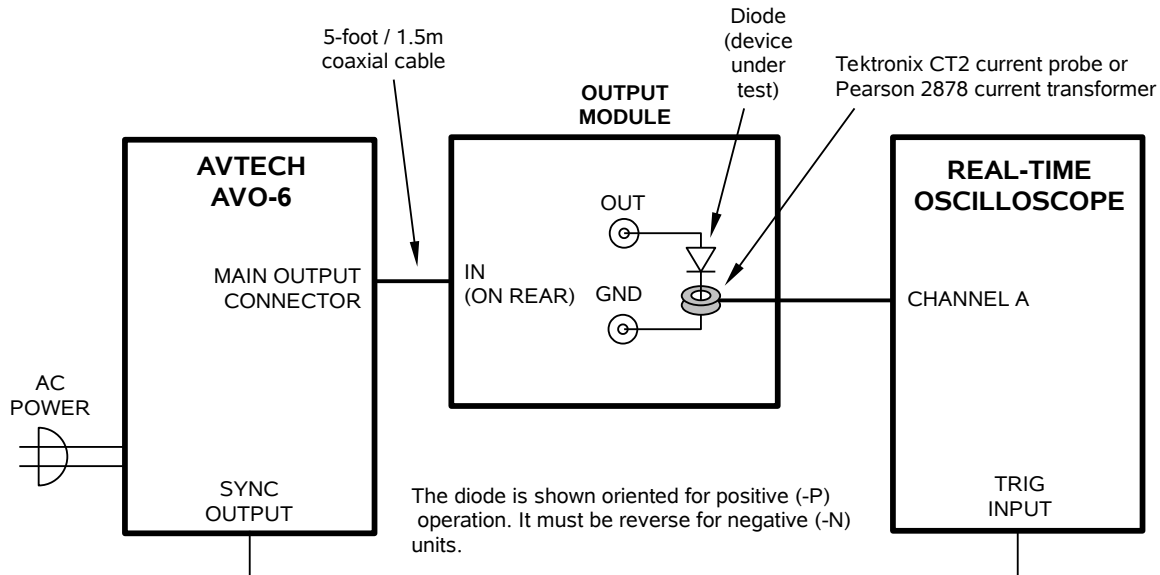 5-foot / 1.5m
coaxial cable
Diode
(device
under
test)
Tektronix CT2 current probe or
Pearson 2878 current transformer
OUTPUT
MODULE
AVTECH
AVO-6
REAL-TIME
OSCILLOSCOPE
OUT
MAIN OUTPUT
CONNECTOR
IN
(ON REAR)
GND
CHANNEL A
AC
POWER
SYNC
OUTPUT
The diode is shown oriented for positive (-P)
operation. It must be reverse for negative (-N)
units.
TRIG
INPUT